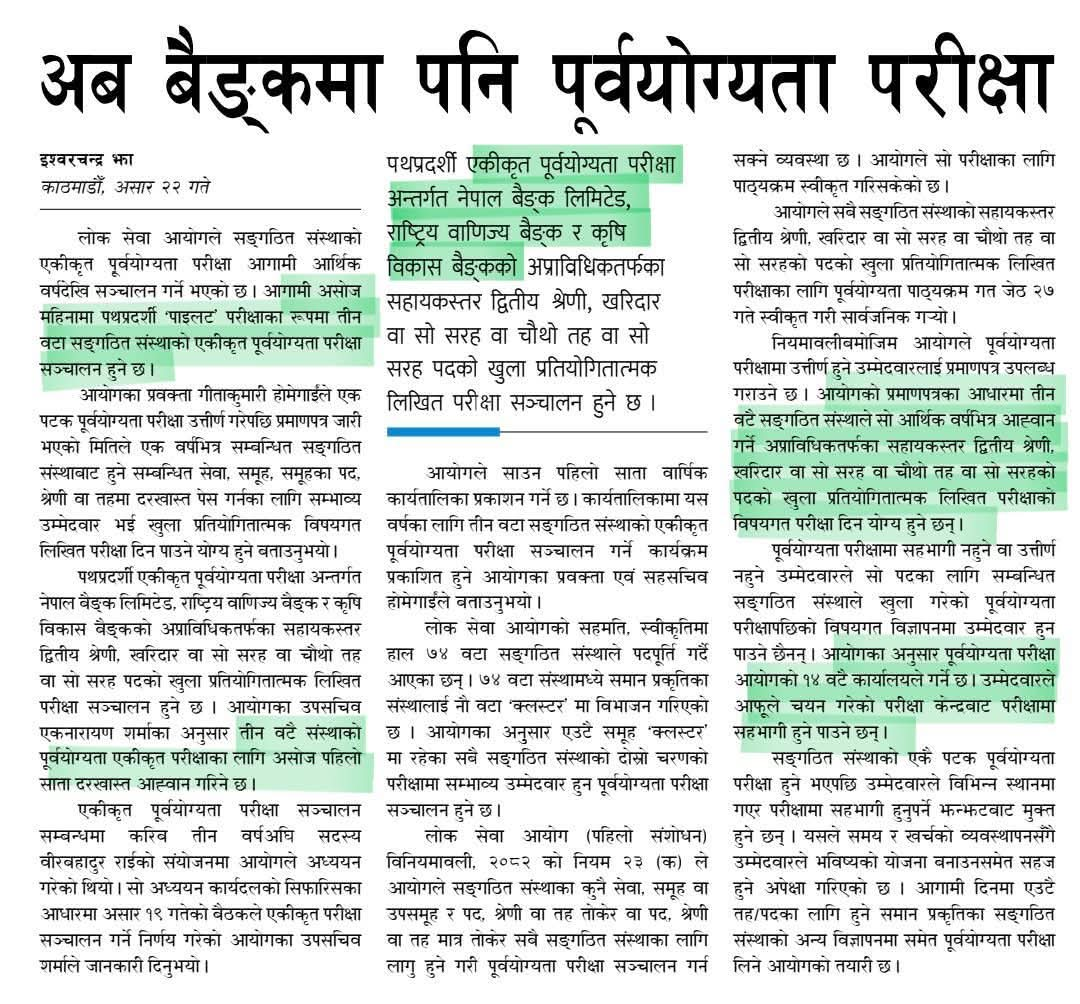 अब बैङ्कमा पनि पूर्वयोग्यता परीक्षा
इश्वरचन्द्र झा
काठमाडौँ, असार २२ गते
लोक सेवा आयोगले सङ्गठित संस्थाको
एकीकृत पूर्वयोग्यता परीक्षा आगामी आर्थिक
वर्षदेखि सञ्चालन गर्ने भएको छ । आगामी असोज
महिनामा पथप्रदर्शी ‘पाइलट’ परीक्षाका रूपमा तीन
वटा सङ्गठित संस्थाको एकीकृत पूर्वयोग्यता परीक्षा
सञ्चालन हुने छ ।
आयोगका प्रवक्ता गीताकुमारी होमेगाईंले एक
पटक पूर्वयोग्यता परीक्षा उत्तीर्ण गरेपछि प्रमाणपत्र जारी
भएको मितिले एक वर्षभित्र सम्बन्धित सङ्गठित
संस्थाबाट हुने सम्बन्धित सेवा, समूह, समूहका पद,
श्रेणी वा तहमा दरखास्त पेस गर्नका लागि सम्भाव्य
उम्मेदवार भई खुला प्रतियोगितात्मक विषयगत
लिखित परीक्षा दिन पाउने योग्य हुने बताउनुभयो ।
पथप्रदर्शी एकीकृत पूर्वयोग्यता परीक्षा अन्तर्गत
नेपाल बैङ्क लिमिटेड, राष्ट्रिय वाणिज्य बैङ्क र कृषि
विकास बैङ्कको अप्राविधिकतर्फका सहायकस्तर
द्वितीय श्रेणी, खरिदार वा सो सरह वा चौथो तह
वा सो सरह पदको खुला प्रतियोगितात्मक लिखित
परीक्षा सञ्चालन हुने छ । आयोगका उपसचिव
एकनारायण शर्माका अनुसार तीन वटै संस्थाको
पूर्वयोग्यता एकीकृत परीक्षाका लागि असोज पहिलो
साता दरखास्त आह्वान गरिने छ ।
एकीकृत पूर्वयोग्यता परीक्षा सञ्चालन
सम्बन्धमा करिब तीन वर्षअघि सदस्य
वीरबहादुर राईको संयोजनमा आयोगले अध्ययन
गरेको थियो । सो अध्ययन कार्यदलको सिफारिसका
आधारमा असार १९ गतेको बैठकले एकीकृत परीक्षा
सञ्चालन गर्ने निर्णय गरेको आयोगका उपसचिव
शर्माले जानकारी दिनुभयो ।
पथप्रदर्शी एकीकृत पूर्वयोग्यता परीक्षा
अन्तर्गत नेपाल बैङ्क लिमिटेड,
राष्ट्रिय वाणिज्य बैङ्क र कृषि
विकास बैङ्कको अप्राविधिकतर्फका
सहायकस्तर द्वितीय श्रेणी, खरिदार
वा सो सरह वा चौथो तह वा सो
सरह पदको खुला प्रतियोगितात्मक
लिखित परीक्षा सञ्चालन हुने छ ।
आयोगले साउन पहिलो साता वार्षिक
कार्यतालिका प्रकाशन गर्ने छ । कार्यतालिकामा यस
वर्षका लागि तीन वटा सङ्गठित संस्थाको एकीकृत
पूर्वयोग्यता परीक्षा सञ्चालन गर्ने कार्यक्रम
प्रकाशित हुने आयोगका प्रवक्ता एवं सहसचिव
होमेगाईंले बताउनुभयो ।
लोक सेवा आयोगको सहमति, स्वीकृतिमा
हाल ७४ वटा सङ्गठित संस्थाले पदपूर्ति गर्दै
आएका छन् । ७४ वटा संस्थामध्ये समान प्रकृतिका
संस्थालाई नौ वटा ‘क्लस्टर’ मा विभाजन गरिएको
छ । आयोगका अनुसार एउटै समूह ‘क्लस्टर’
मा रहेका सबै सङ्गठित संस्थाको दोस्रो चरणको
परीक्षामा सम्भाव्य उम्मेदवार हुन पूर्वयोग्यता परीक्षा
सञ्चालन हुने छ ।
लोक सेवा आयोग (पहिलो संशोधन)
विनियमावली, २०८२ को नियम २३ (क) ले
आयोगले सङ्गठित संस्थाका कुनै सेवा, समूह वा
उपसमूह र पद, श्रेणी वा तह तोकेर वा पद, श्रेणी
वा तह मात्र तोकेर सबै सङ्गठित संस्थाका लागि
लागु हुने गरी पूर्वयोग्यता परीक्षा सञ्चालन गर्न
सक्ने व्यवस्था छ । आयोगले सो परीक्षाका लागि
पाठ्यक्रम स्वीकृत गरिसकेको छ ।
आयोगले सबै सङ्गठित संस्थाको सहायकस्तर
द्वितीय श्रेणी, खरिदार वा सो सरह वा चौथो तह वा
सो सरहको पदको खुला प्रतियोगितात्मक लिखित
परीक्षाका लागि पूर्वयोग्यता पाठ्यक्रम गत जेठ २७
गते स्वीकृत गरी सार्वजनिक गऱ्यो ।
नियमावलीबमोजिम आयोगले पूर्वयोग्यता
परीक्षामा उत्तीर्ण हुने उम्मेदवारलाई प्रमाणपत्र उपलब्ध
गराउने छ । आयोगको प्रमाणपत्रका आधारमा तीन
वटै सङ्गठित संस्थाले सो आर्थिक वर्षभित्र आह्वान
गर्ने अप्राविधिकतर्फका सहायकस्तर द्वितीय श्रेणी,
खरिदार वा सो सरह वा चौथो तह वा सो सरहको
पदको खुला प्रतियोगितात्मक लिखित परीक्षाको
विषयगत परीक्षा दिन योग्य हुने छन् ।
पूर्वयोग्यता परीक्षामा सहभागी नहुने वा उत्तीर्ण
नहुने उम्मेदवारले सो पदका लागि सम्बन्धित
सङ्गठित संस्थाले खुला गरेको पूर्वयोग्यता
परीक्षापछिको विषयगत विज्ञापनमा उम्मेदवार हुन
पाउने छैनन् । आयोगका अनुसार पूर्वयोग्यता परीक्षा
आयोगको १४ वटै कार्यालयले गर्ने छ । उम्मेदवारले
आफूले चयन गरेको परीक्षा केन्द्रबाट परीक्षामा
सहभागी हुने पाउने छन् ।
सङ्गठित संस्थाको एकै पटक पूर्वयोग्यता
परीक्षा हुने भएपछि उम्मेदवारले विभिन्न स्थानमा
गएर परीक्षामा सहभागी हुनुपर्ने झन्झटबाट मुक्त
हुने छन् । यसले समय र खर्चको व्यवस्थापनसँगै
उम्मेदवारले भविष्यको योजना बनाउनसमेत सहज
हुने अपेक्षा गरिएको छ । आगामी दिनमा एउटै
तह/पदका लागि हुने समान प्रकृतिका सङ्गठित
संस्थाको अन्य विज्ञापनमा समेत पूर्वयोग्यता परीक्षा
लिने आयोगको तयारी छ ।